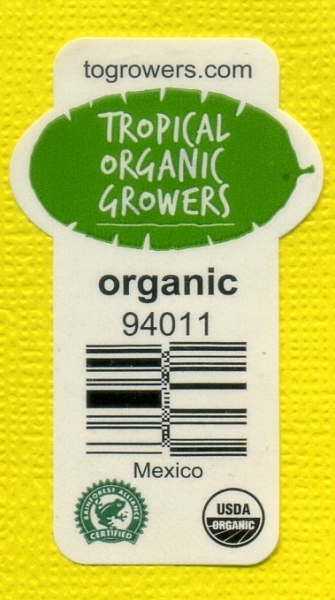 togrowers.com
TROPICAL
ORGANIC
GROWERS
organic
94011
Mexico
RAINFOREST ALLIANCE
CERTIFIED
USDA
ORGANIC